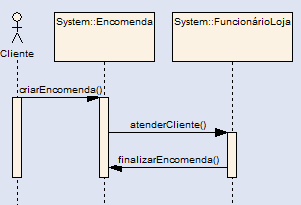 System::Encomenda
System::FuncionárioLoja
Cliente
criarEncomenda()
atenderCliente()
finalizarEncomenda()